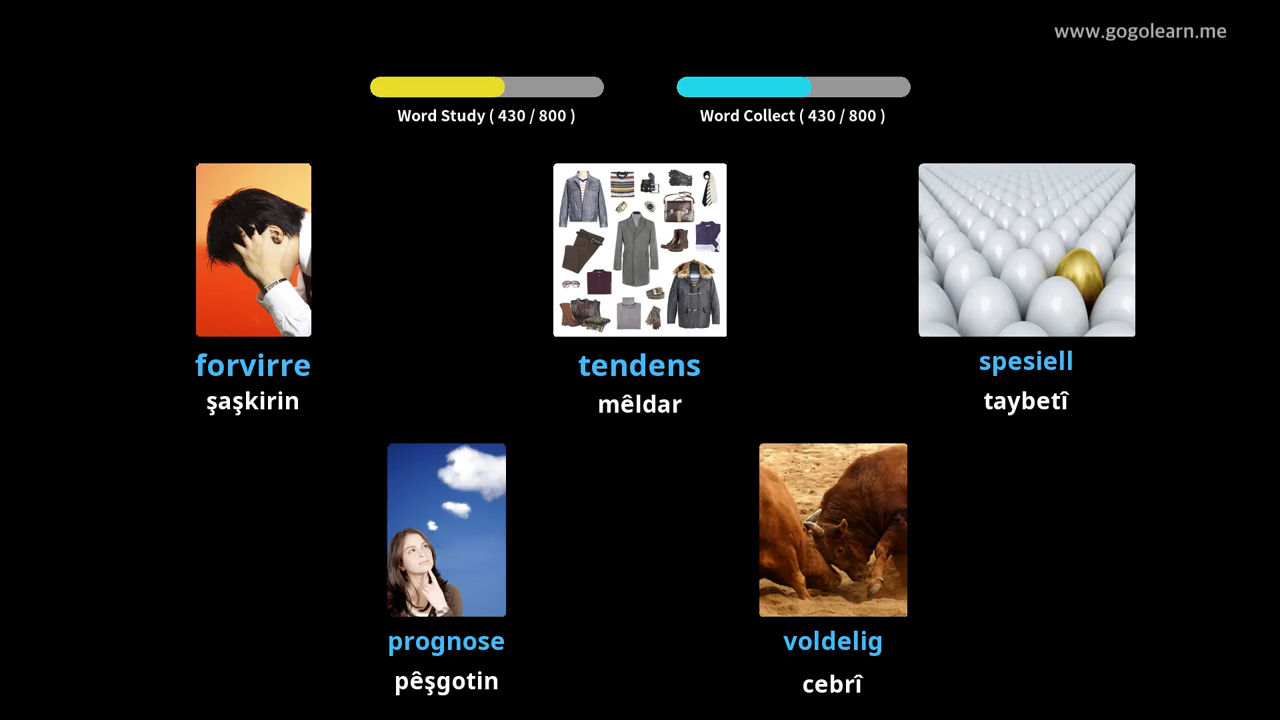 www.gogolearn.me
Word Study ( 430 / 800 )
Word Collect ( 430 / 800 )
forvirre
şaşkirin
tendens
mêldar
spesiell
taybetî
prognose
pêşgotin
voldelig
cebrî